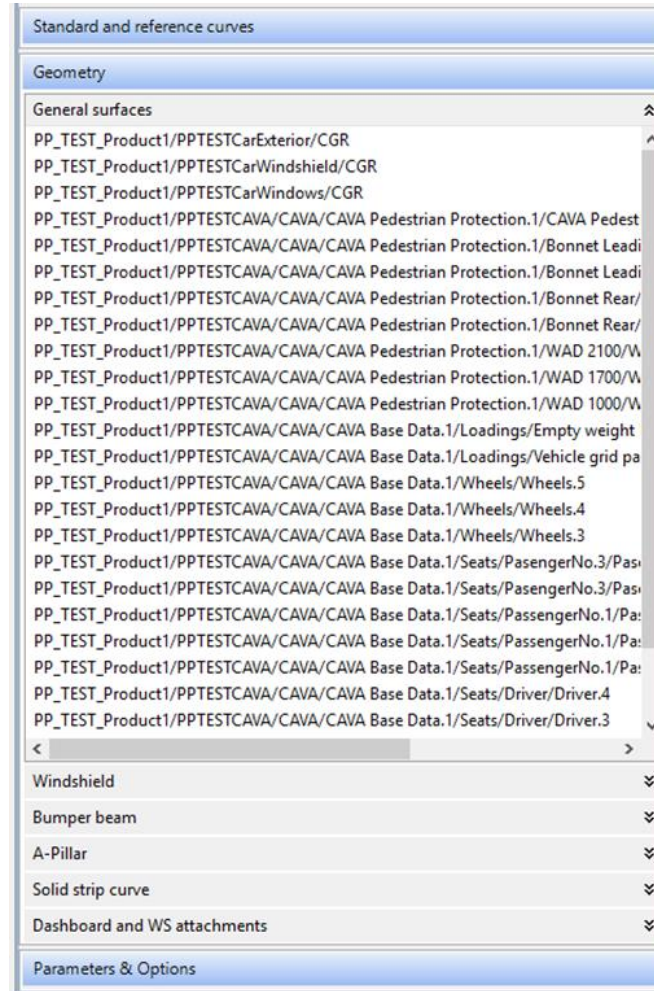 Standard and reference curves
Geometry
General surfaces
PP_TEST_Product1/PPTESTCarExterior/CGR
PP_TEST_Product1/PPTESTCarWindshield/CGR
PP_TEST_Product1/PPTESTCarWindows/CGR
PP_TEST_Product1/PPTESTCAVA/CAVA/CAVA Pedestrian Protection.1/CAVA Pedest
PP_TEST_Product1/PPTESTCAVA/CAVA/CAVA Pedestrian Protection.1/Bonnet Leadi
PP_TEST_Product1/PPTESTCAVA/CAVA/CAVA Pedestrian Protection.1/Bonnet Leadi
PP_TEST_Product1/PPTESTCAVA/CAVA/CAVA Pedestrian Protection.1/Bonnet Rear/
PP_TEST_Product1/PPTESTCAVA/CAVA/CAVA Pedestrian Protection.1/Bonnet Rear/
PP_TEST_Product1/PPTESTCAVA/CAVA/CAVA Pedestrian Protection.1/WAD 2100/W
PP_TEST_Product1/PPTESTCAVA/CAVA/CAVA Pedestrian Protection.1/WAD 1700/W
PP_TEST_Product1/PPTESTCAVA/CAVA/CAVA Pedestrian Protection.1/WAD 1000/W
PP_TEST_Product1/PPTESTCAVA/CAVA/CAVA Base Data.1/Loadings/Empty weight
PP_TEST_Product1/PPTESTCAVA/CAVA/CAVA Base Data.1/Loadings/Vehicle grid pa
PP_TEST_Product1/PPTESTCAVA/CAVA/CAVA Base Data.1/Wheels/Wheels.5
PP_TEST_Product1/PPTESTCAVA/CAVA/CAVA Base Data.1/Wheels/Wheels.4
PP_TEST_Product1/PPTESTCAVA/CAVA/CAVA Base Data.1/Wheels/Wheels.3
PP_TEST_Product1/PPTESTCAVA/CAVA/CAVA Base Data.1/Seats/PasengerNo.3/Pase
PP_TEST_Product1/PPTESTCAVA/CAVA/CAVA Base Data.1/Seats/PasengerNo.3/Pase
PP_TEST_Product1/PPTESTCAVA/CAVA/CAVA Base Data.1/Seats/PassengerNo.1/Pas
PP_TEST_Product1/PPTESTCAVA/CAVA/CAVA Base Data.1/Seats/PassengerNo.1/Pas
PP_TEST_Product1/PPTESTCAVA/CAVA/CAVA Base Data.1/Seats/PassengerNo.1/Pas
PP_TEST_Product1/PPTESTCAVA/CAVA/CAVA Base Data.1/Seats/Driver/Driver.4
PP_TEST_Product1/PPTESTCAVA/CAVA/CAVA Base Data.1/Seats/Driver/Driver.3
Windshield
Bumper beam
A-Pillar
Solid strip curve
Dashboard and WS attachments
Parameters & Options